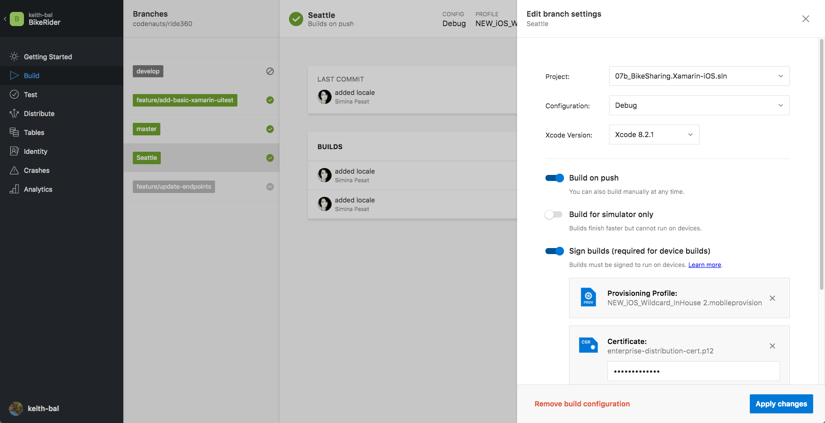 keith-bal
BikeRider
Getting Started
Build
Test
Distribute
Tables
Identity
Crashes
Analytics
keith-bal
Branches
codenauts/ride360
develop
feature/add-basic-xamarin-uitest
master
Seattle
feature/update-endpoints
Seattle
Builds on push
CONFIG
Debug
PROFILE
NEW_iOS_W
LAST COMMIT
added locale
Simina Pasat
BUILDS
added locale
Simina Pasat
added locale
Simina Pasat
Edit branch settings
Seattle
Project:
07b_BikeSharing.Xamarin-iOS.sln
Configuration:
Debug
Xcode Version:
Xcode 8.2.1
Build on push
You can also build manually at any time.
Build for simulator only
Builds finish faster but cannot run on devices.
Sign builds (required for device builds)
Builds must be signed to run on devices. Learn more.
PROV
Provisioning Profile:
NEW_iOS_Wildcard_InHouse 2.mobileprovision
CER
Certificate:
enterprise-distribution-cert.p12
•••••••••••••
Remove build configuration
Apply changes